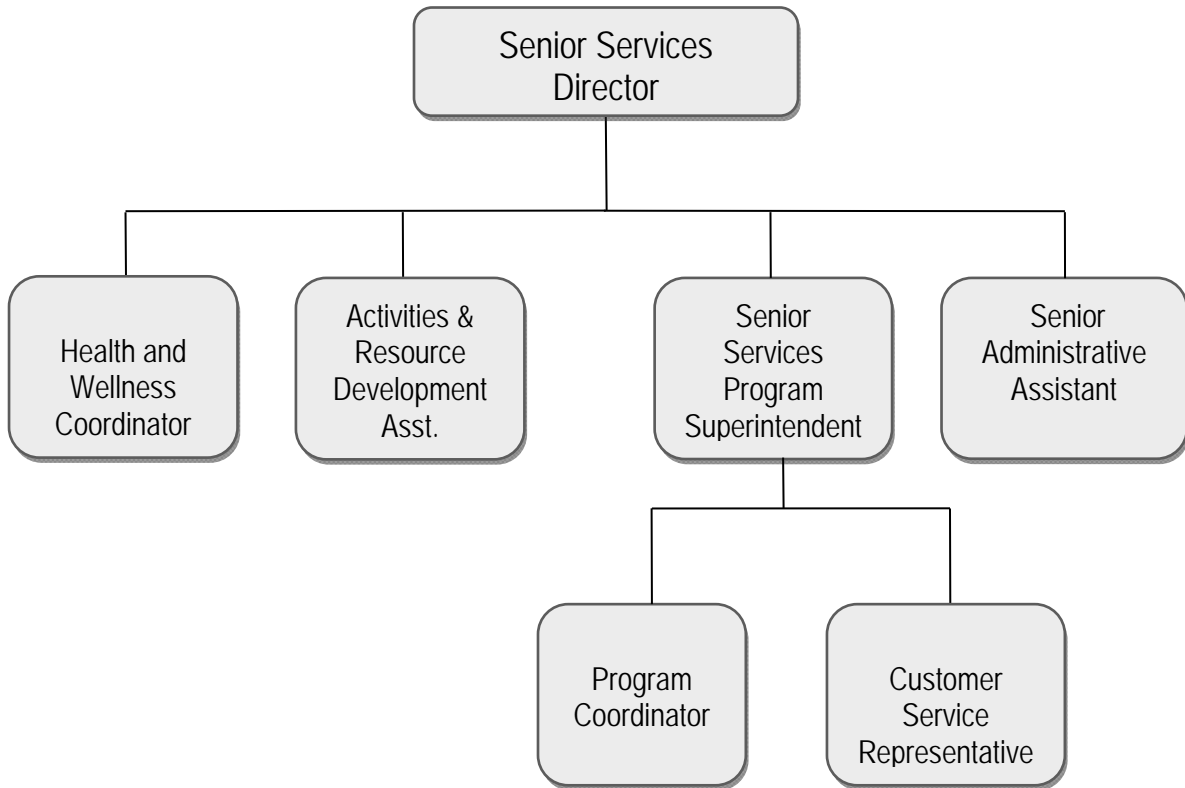 Senior Services
Director
Health and
Wellness
Coordinator
Activities &
Resource
Development
Asst.
Senior
Services
Program
Superintendent
Senior
Administrative
Assistant
Program
Coordinator
Customer
Service
Representative